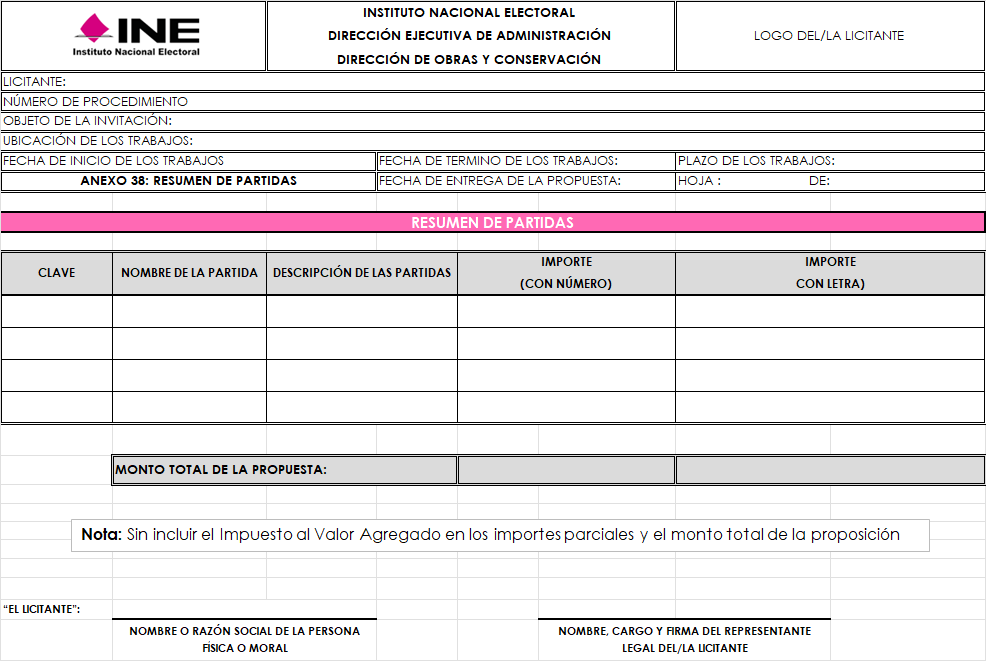 INE
Instituto Nacional Electoral
INSTITUTO NACIONAL ELECTORAL
DIRECCIÓN EJECUTIVA DE ADMINISTRACIÓN
DIRECCIÓN DE OBRAS Y CONSERVACIÓN
LOGO DEL/LA LICITANTE
LICITANTE:
NÚMERO DE PROCEDIMIENTO
OBJETO DE LA INVITACIÓN:
UBICACIÓN DE LOS TRABAJOS:
FECHA DE INICIO DE LOS TRABAJOS FECHA DE TERMINO DE LOS TRABAJOS: PLAZO DE LOS TRABAJOS:
ANEXO 38: RESUMEN DE PARTIDAS FECHA DE ENTREGA DE LA PROPUESTA: HOJA : DE:
RESUMEN DE PARTIDAS
CLAVE NOMBRE DE LA PARTIDA DESCRIPCIÓN DE LAS PARTIDAS
IMPORTE
(CON NÚMERO)
IMPORTE
CON LETRA)
MONTO TOTAL DE LA PROPUESTA:
Nota: Sin incluir el Impuesto al Valor Agregado en los importes parciales y el monto total de la proposición
“EL LICITANTE”:
NOMBRE O RAZÓN SOCIAL DE LA PERSONA
FÍSICA O MORAL
NOMBRE, CARGO Y FIRMA DEL REPRESENTANTE
LEGAL DEL/LA LICITANTE